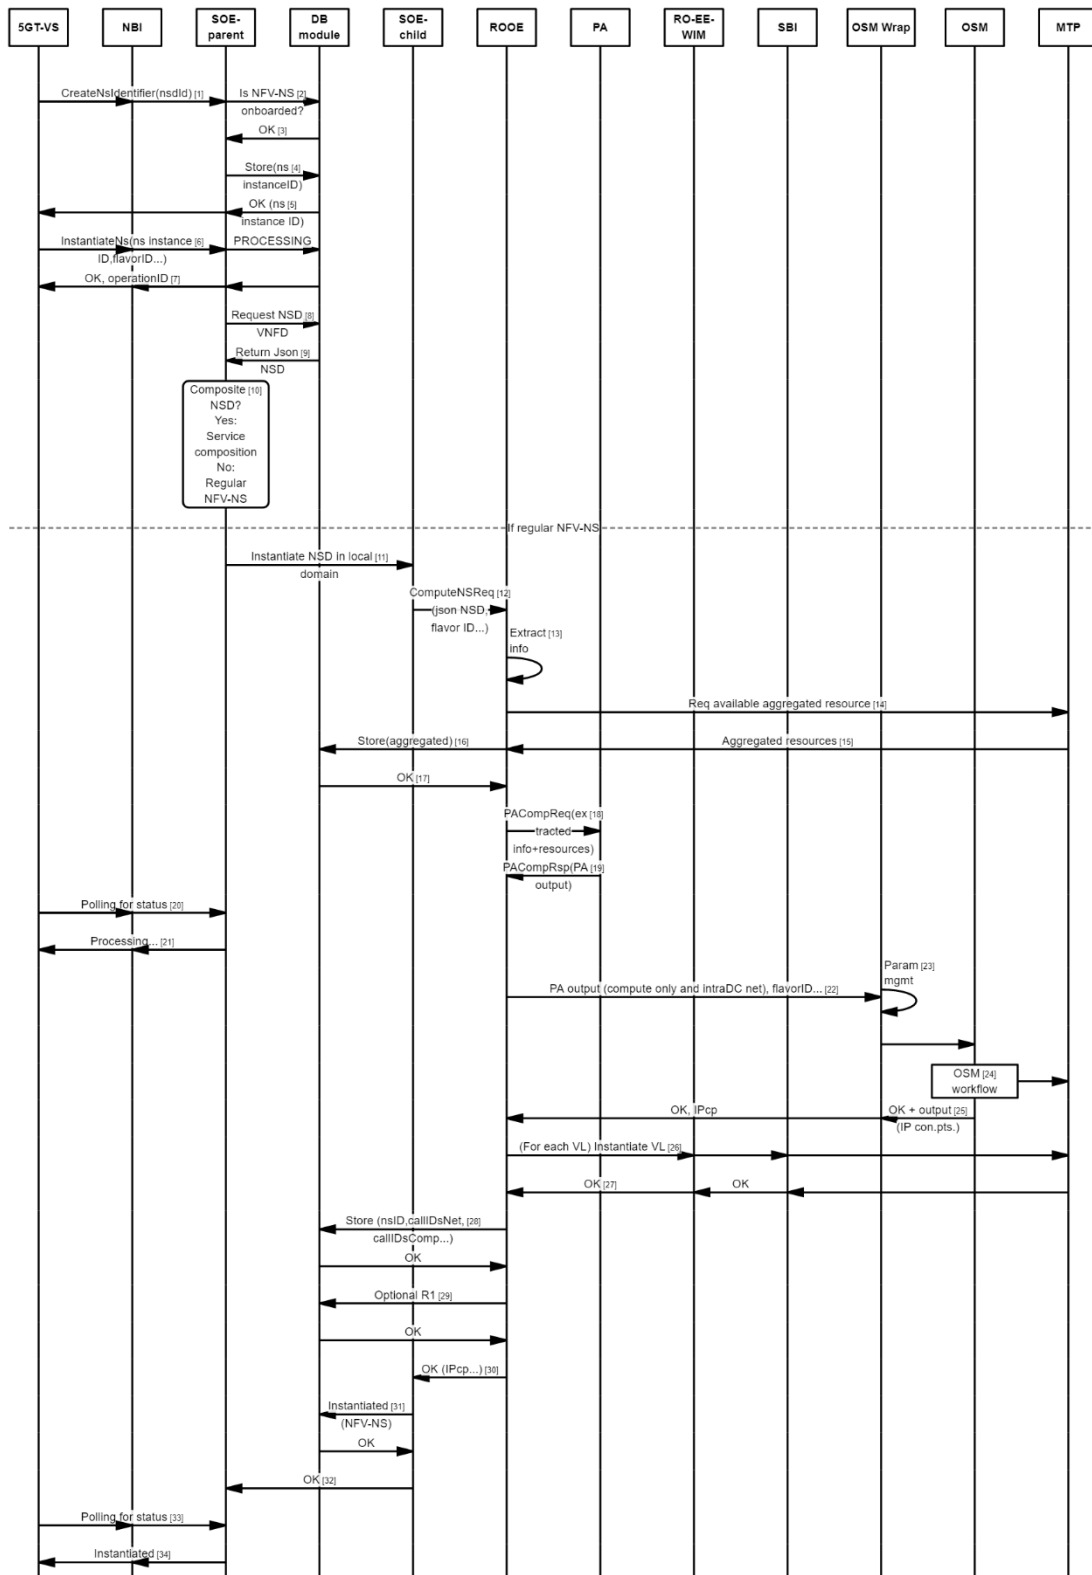 5GT-VS
NBI
SOE-
parent
DB
module
SOE-
child
ROOE
PA
RO-EE-
WIM
SBI
OSM Wrap
OSM
MTP
CreateNsIdentifier(nsdId) [1]
Is NFV-NS [2]
onboarded?
OK [3]
Store(ns [4]
instanceID)
OK (ns [5]
instance ID)
InstantiateNs(ns instance [6]
ID,flavorID...)
PROCESSING
OK, operationID [7]
Request NSD [8]
VNFD
Return Json [9]
NSD
Composite [10]
NSD?
Yes:
Service
composition
No:
Regular
NFV-NS
If regular NFV-NS
Instantiate NSD in local [11]
domain
ComputeNSReq [12]
(json NSD,
flavor ID...)
Extract [13]
info
Req available aggregated resource [14]
Store(aggregated) [16]
Aggregated resources [15]
OK [17]
PACompReq(ex [18]
tracted
info+resources)
PACompRsp(PA [19]
output)
Polling for status [20]
Processing... [21]
Param [23]
mgmt
PA output (compute only and intraDC net), flavorID... [22]
OSM [24]
workflow
OK, IPcp
OK + output [25]
(IP con.pts.)
(For each VL) Instantiate VL [26]
OK [27]
OK
Store (nsID,callIDsNet, [28]
callIDsComp...)
OK
Optional R1 [29]
OK
OK (IPcp...) [30]
Instantiated [31]
(NFV-NS)
OK
OK [32]
Polling for status [33]
Instantiated [34]